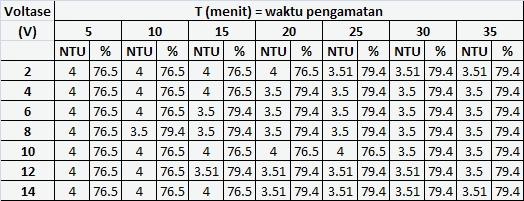 Voltase (V) T (menit) = waktu pengamatan
5 10 15 20 25 30 35
NTU % NTU % NTU % NTU % NTU % NTU % NTU %
2 4 76.5 4 76.5 4 76.5 4 76.5 3.51 79.4 3.51 79.4 3.51 79.4
4 4 76.5 4 76.5 4 76.5 3.5 79.4 3.5 79.4 3.5 79.4 3.5 79.4
6 4 76.5 4 76.5 3.5 79.4 3.5 79.4 3.5 79.4 3.5 79.4 3.5 79.4
8 4 76.5 3.5 79.4 3.5 79.4 3.5 79.4 3.5 79.4 3.5 79.4 3.5 79.4
10 4 76.5 4 76.5 4 76.5 4 76.5 4 76.5 3.5 79.4 3.5 79.4
12 4 76.5 4 76.5 3.51 79.4 3.51 79.4 3.51 79.4 3.51 79.4 3.5 79.4
14 4 76.5 4 76.5 4 76.5 3.51 79.4 3.51 79.4 3.51 79.4 3.51 79.4